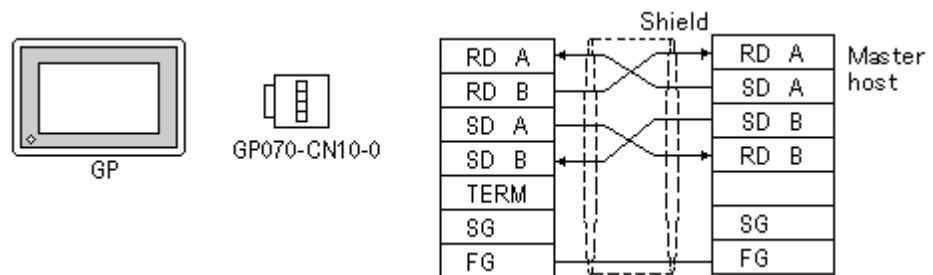 Shield
RD A
RD B
SD A
SD B
TERM
SG
FG
RD A
SD A
SD B
RD B
SG
FG
Master
host
GP
GP070-CN10-0